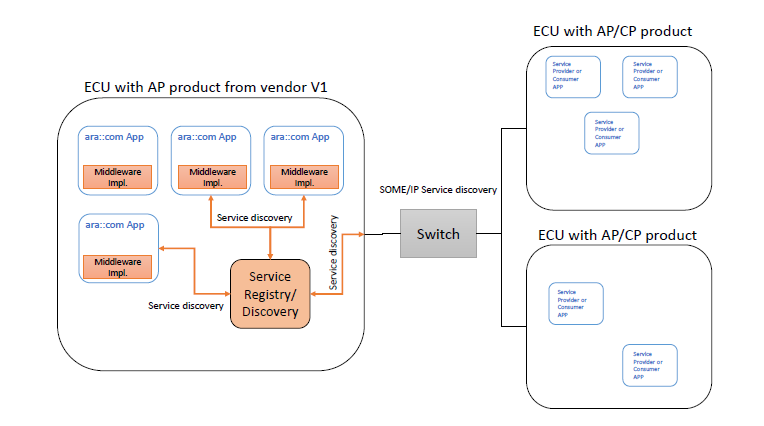 ECU with AP product from vendor V1
ara::com App
Middleware
Impl.
ara::com App
Middleware
Impl.
ara::com App
Middleware
Impl.
ara::com App
Middleware
Impl.
Service discovery
Service discovery
Service discovery
Service
Registry/
Discovery
SOME/IP Service discovery
Switch
ECU with AP/CP product
Service
Provider or
Consumer
APP
Service
Provider or
Consumer
APP
Service
Provider or
Consumer
APP
ECU with AP/CP product
Service
Provider or
Consumer
APP
Service
Provider or
Consumer
APP